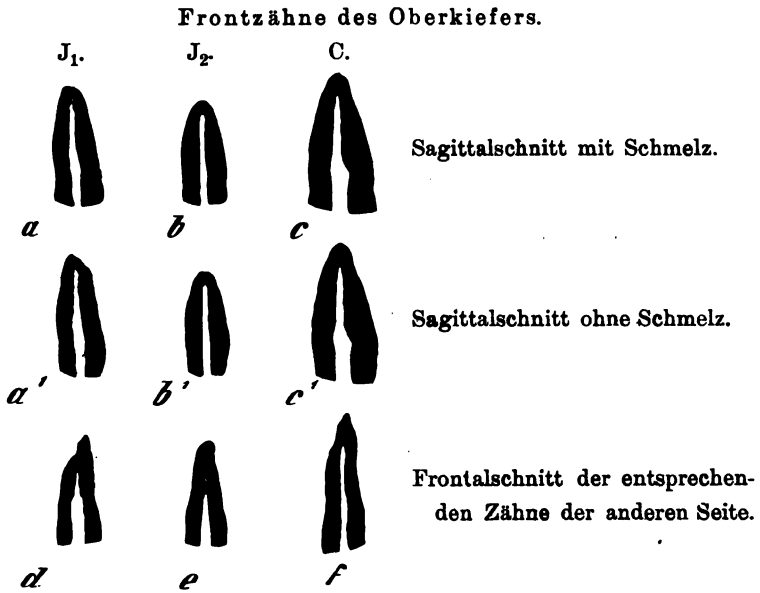 Frontzähne des Oberkiefers.
J₁. J₂. C.
Sagittalschnitt mit Schmelz.
a b c
Sagittalschnitt ohne Schmelz.
a' b' c'
Frontalschnitt der entsprechen-
den Zähne der anderen Seite.
d e f